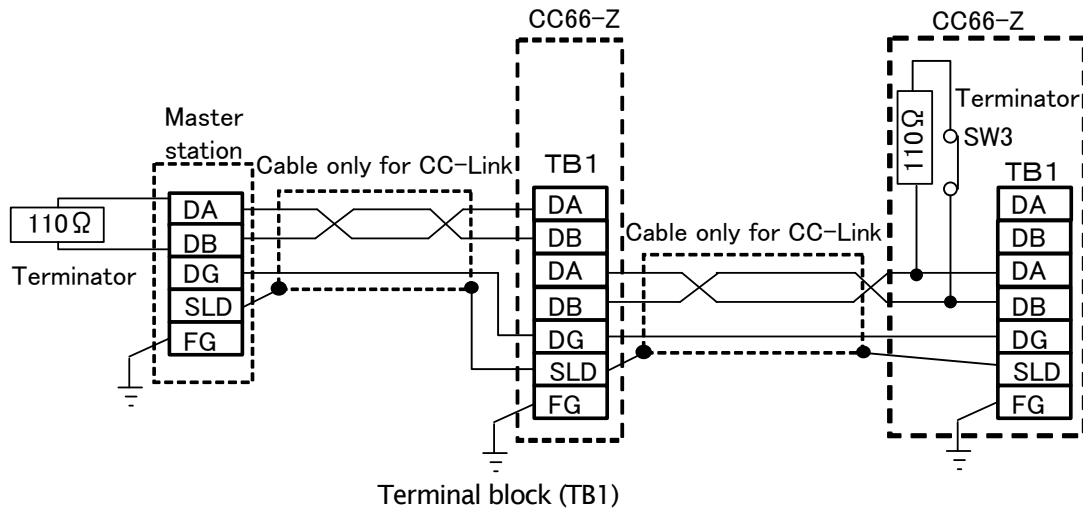 CC66-Z
CC66-Z
Master
station
Cable only for CC-Link
TB1
110Ω
Terminator
SW3
TB1
110Ω
Terminator
DA
DB
DG
SLD
FG
DA
DB
DA
DB
DG
SLD
FG
Cable only for CC-Link
DA
DB
DA
DB
DG
SLD
FG
Terminal block (TB1)